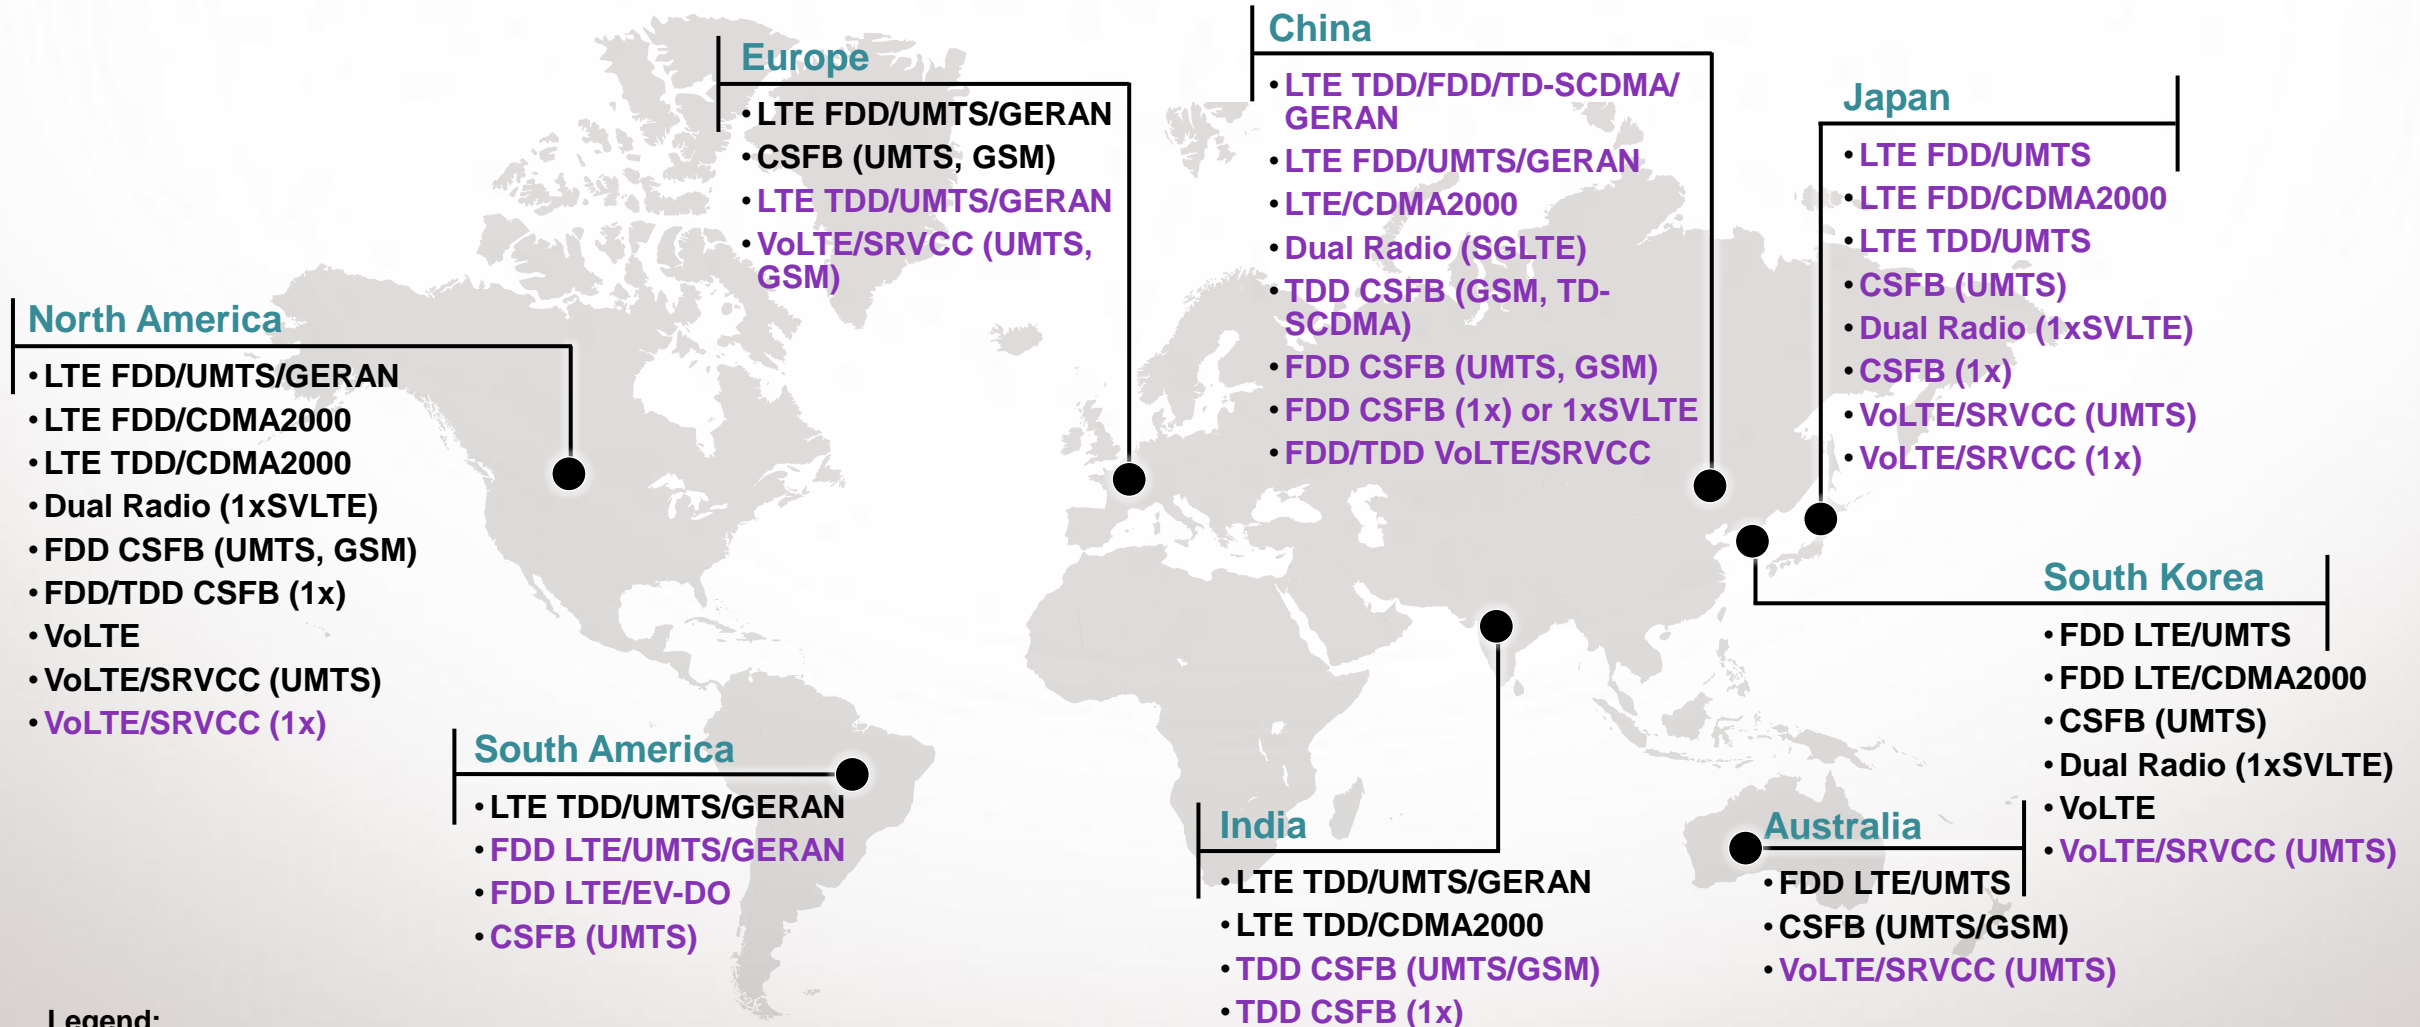 Europe
• LTE FDD/UMTS/GERAN
• CSFB (UMTS, GSM)
• LTE TDD/UMTS/GERAN
• VoLTE/SRVCC (UMTS,
GSM)
China
• LTE TDD/FDD/TD-SCDMA/
GERAN
• LTE FDD/UMTS/GERAN
• LTE/CDMA2000
• Dual Radio (SGLTE)
• TDD CSFB (GSM, TD-
SCDMA)
• FDD CSFB (UMTS, GSM)
• FDD CSFB (1x) or 1xSVLTE
• FDD/TDD VoLTE/SRVCC
Japan
• LTE FDD/UMTS
• LTE FDD/CDMA2000
• LTE TDD/UMTS
• CSFB (UMTS)
• Dual Radio (1xSVLTE)
• CSFB (1x)
• VoLTE/SRVCC (UMTS)
• VoLTE/SRVCC (1x)
North America
• LTE FDD/UMTS/GERAN
• LTE FDD/CDMA2000
• LTE TDD/CDMA2000
• Dual Radio (1xSVLTE)
• FDD CSFB (UMTS, GSM)
• FDD/TDD CSFB (1x)
• VoLTE
• VoLTE/SRVCC (UMTS)
• VoLTE/SRVCC (1x)
South America
• LTE TDD/UMTS/GERAN
• FDD LTE/UMTS/GERAN
• FDD LTE/EV-DO
• CSFB (UMTS)
India
• LTE TDD/UMTS/GERAN
• LTE TDD/CDMA2000
• TDD CSFB (UMTS/GSM)
• TDD CSFB (1x)
South Korea
• FDD LTE/UMTS
• FDD LTE/CDMA2000
• CSFB (UMTS)
• Dual Radio (1xSVLTE)
• VoLTE
• VoLTE/SRVCC (UMTS)
Australia
• FDD LTE/UMTS
• CSFB (UMTS/GSM)
• VoLTE/SRVCC (UMTS)
Legend: